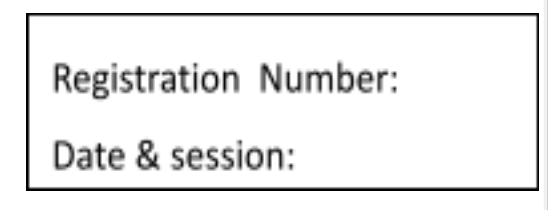 Registration Number:
Date & session: